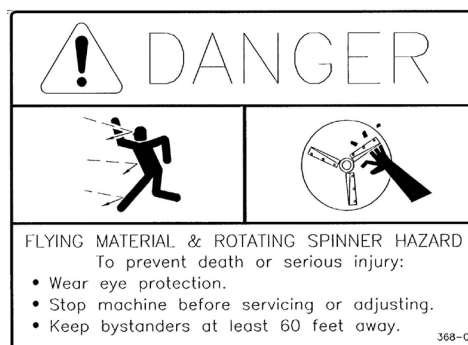 DANGER
FLYING MATERIAL & ROTATING SPINNER HAZARD
To prevent death or serious injury:
• Wear eye protection.
• Stop machine before servicing or adjusting.
• Keep bystanders at least 60 feet away.